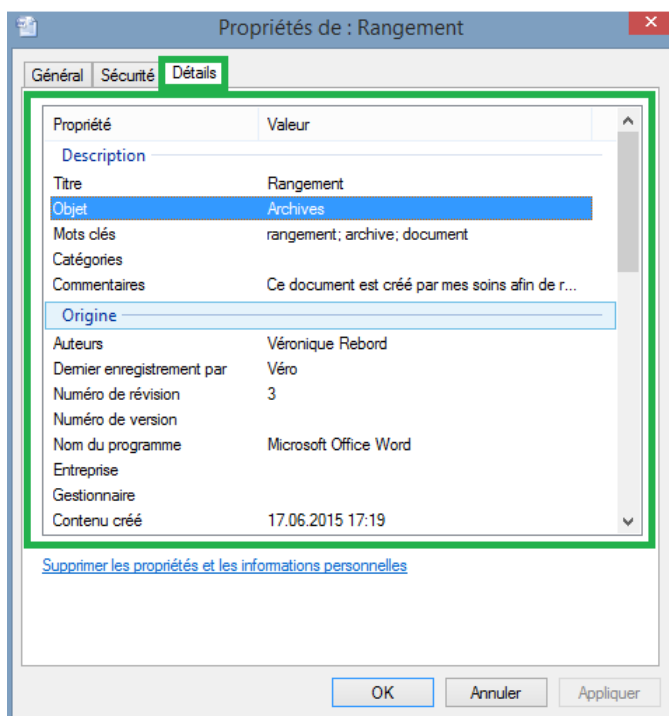 Propriétés de : Rangement
Général Sécurité Détails
Propriété Valeur
Description
Titre Rangement
Objet Archives
Mots clés rangement; archive; document
Catégories
Commentaires Ce document est créé par mes soins afin de r...
Origine
Auteurs Véronique Rebord
Dernier enregistrement par Véro
Numéro de révision 3
Numéro de version
Nom du programme Microsoft Office Word
Entreprise
Gestionnaire
Contenu créé 17.06.2015 17:19
Supprimer les propriétés et les informations personnelles
OK Annuler Appliquer